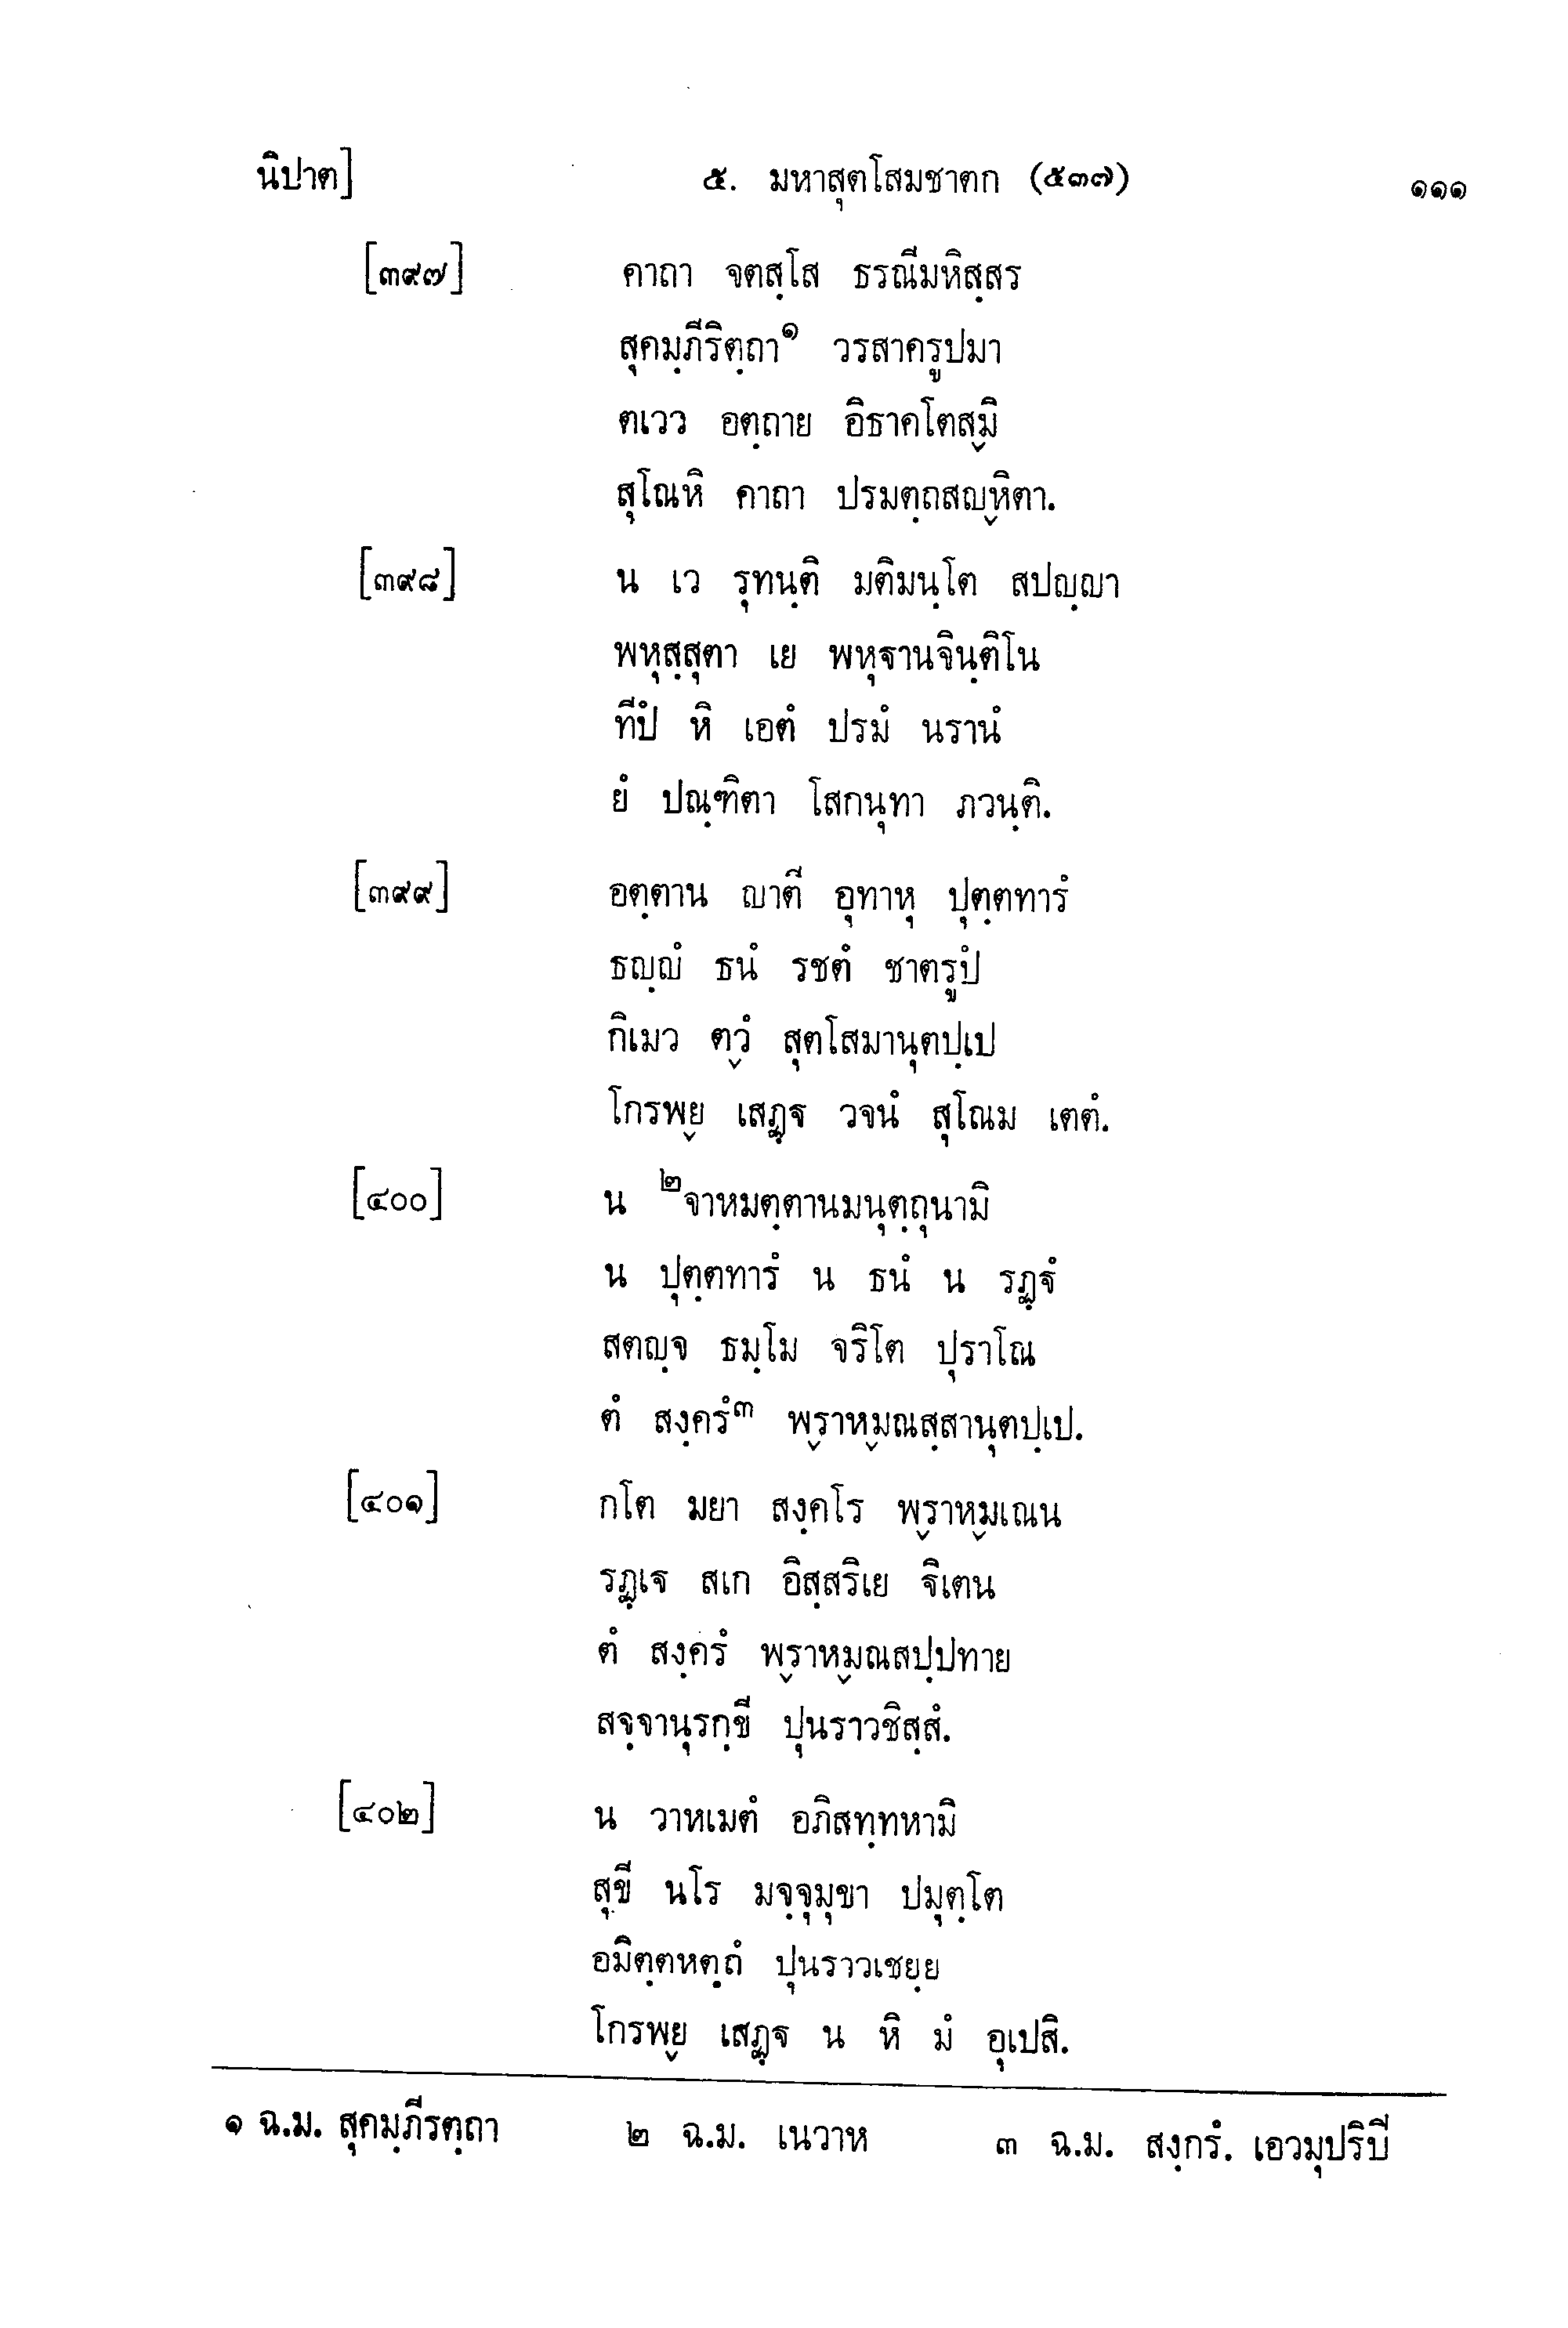 นิปาต] ๕. มหาสุตโสมชาตก (๕๓๗) ๑๑๑
[๓๙๗] คาถา จตสฺโส ธรณีมหิสฺสร
สุคมฺภีริตฺถา๑ วรสาครูปมา
ตเวว อตฺถาย อิธาคโตสฺมิ
สุโณหิ คาถา ปรมตฺถสญฺหิตา.
[๓๙๘] น เว รุทนฺติ มติมนฺโต สปญฺญา
พหุสฺสุตา เย พหุฐานจินฺติโน
ทีปํ หิ เอตํ ปรมํ นรานํ
ยํ ปณฺฑิตา โสกนุทา ภวนฺติ.
[๓๙๙] อตฺตาน ญาตี อุทาหุ ปุตฺตทารํ
ธญฺญํ ธนํ รชตํ ชาตรูปํ
กิเมว ตฺวํ สุตโสมานุตปฺเป
โกรพฺย เสฏฺฐ วจนํ สุโณม เตตํ.
[๔๐๐] น ๒จาหมตฺตานมนุตฺถุนามิ
น ปุตฺตทารํ น ธนํ น รฏฺฐํ
สตญฺจ ธมฺโม จริโต ปุราโณ
ตํ สงฺครํ๓ พฺราหฺมณสฺสานุตปฺเป.
[๔๐๑] กโต มยา สงฺคโร พฺราหฺมเณน
รฏฺเฐ สเก อิสฺสริเย ฐิเตน
ตํ สงฺครํ พฺราหฺมณสปฺปทาย
สจฺจานุรกฺขี ปุนราวชิสฺสํ.
[๔๐๒] น วาหเมตํ อภิสทฺทหามิ
สุขี นโร มจฺจุมุขา ปมุตฺโต
อมิตฺตหตฺถํ ปุนราวเชยฺย
โกรพฺย เสฏฺฐ น หิ มํ อุเปสิ.
๑ ฉ.ม. สุคมฺภีรตฺถา ๒ ฉ.ม. เนวาห ๓ ฉ.ม. สงฺกรํ. เอวมุปริปี